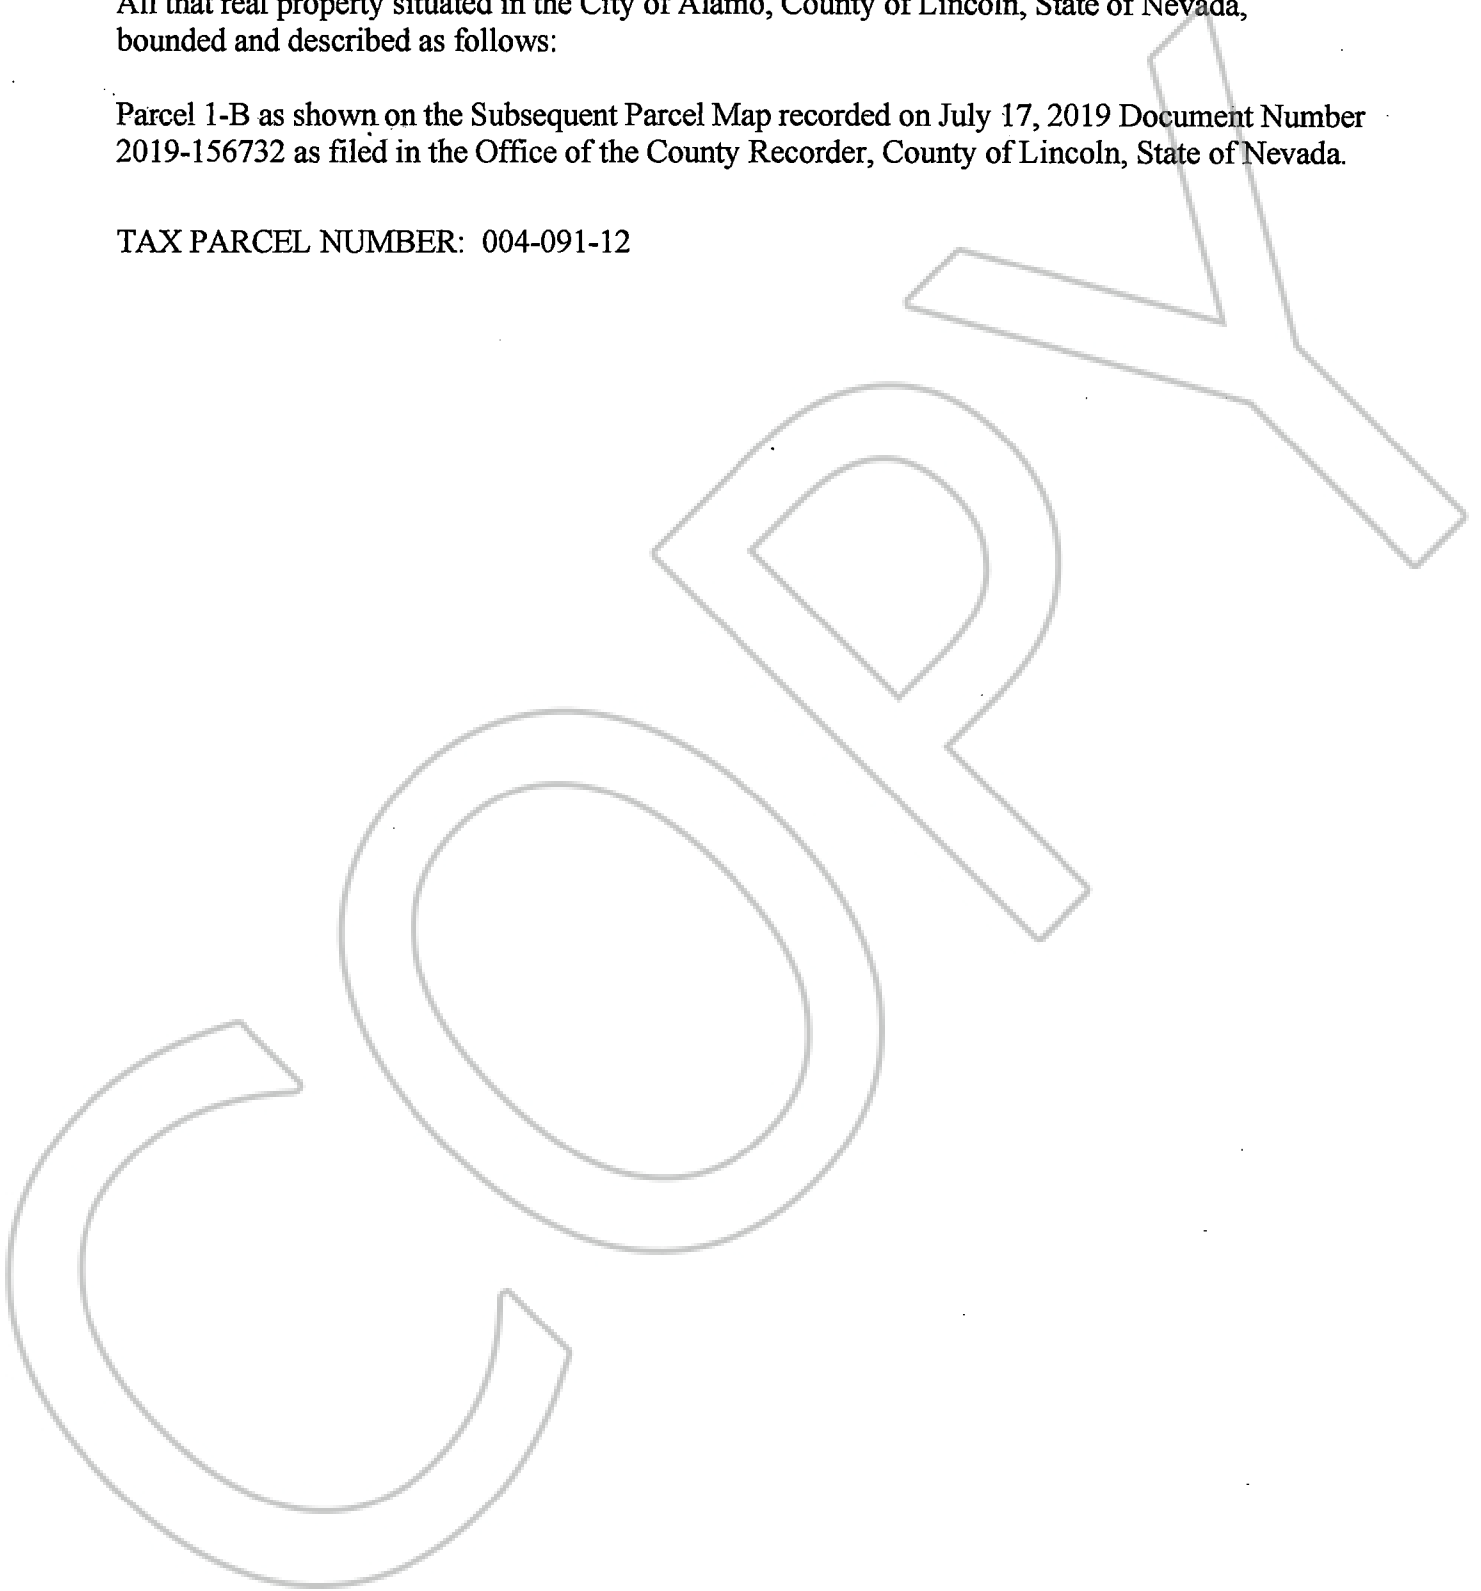 All that real property situated in the City of Alamo, County of Lincoln, State of Nevada,
bounded and described as follows:
Parcel 1-B as shown on the Subsequent Parcel Map recorded on July 17, 2019 Document Number
2019-156732 as filed in the Office of the County Recorder, County of Lincoln, State of Nevada.
TAX PARCEL NUMBER: 004-091-12
COPY